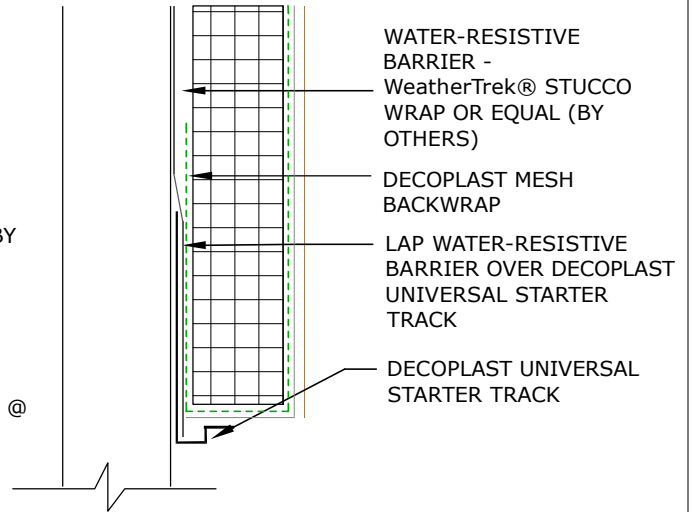 WATER-RESISTIVE
BARRIER -
WeatherTrek® STUCCO
WRAP OR EQUAL (BY
OTHERS)
DECOPLAST MESH
BACKWRAP
BY
LAP WATER-RESISTIVE
BARRIER OVER DECOPLAST
UNIVERSAL STARTER
TRACK
DECOPLAST UNIVERSAL
STARTER TRACK
@